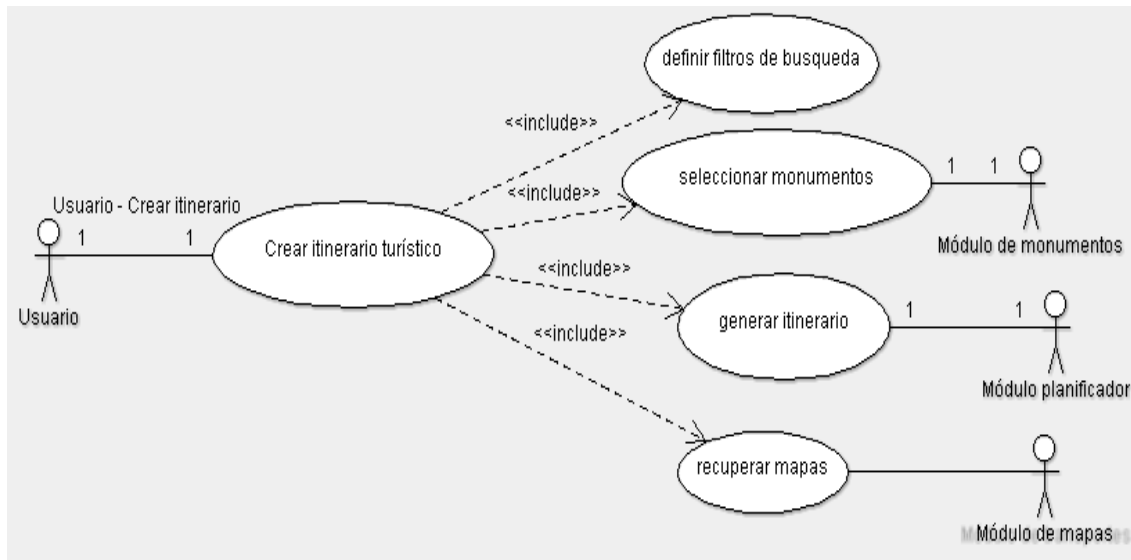 definir filtros de busqueda
<<include>>
seleccionar monumentos
1 1
<<include>>
Usuario - Crear itinerario
1 1
Crear itinerario turístico
Módulo de monumentos
Usuario
<<include>>
generar itinerario
1 1
<<include>>
Módulo planificador
recuperar mapas
Módulo de mapas